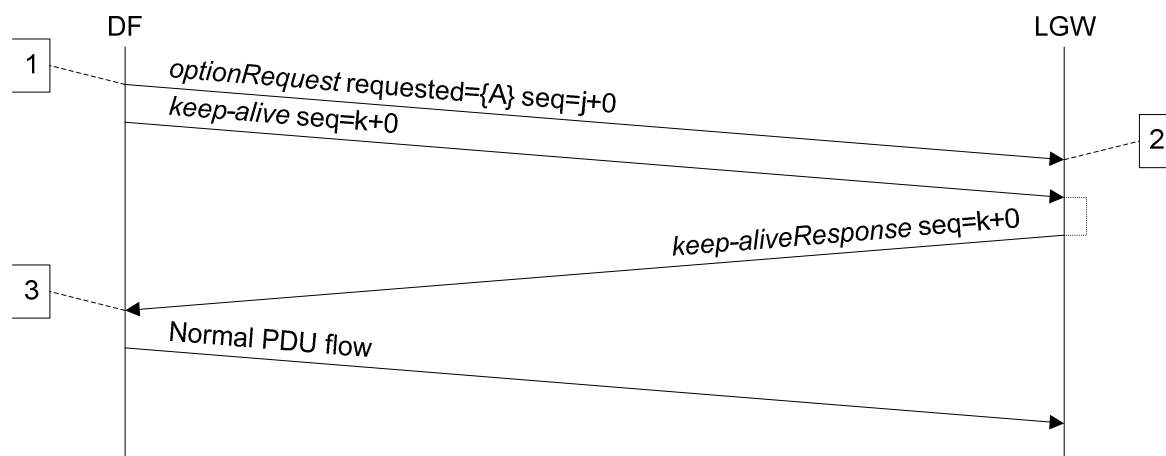 DF
LGW
1
optionRequest requested={A} seq=j+0
keep-alive seq=k+0
2
keep-aliveResponse seq=k+0
3
Normal PDU flow